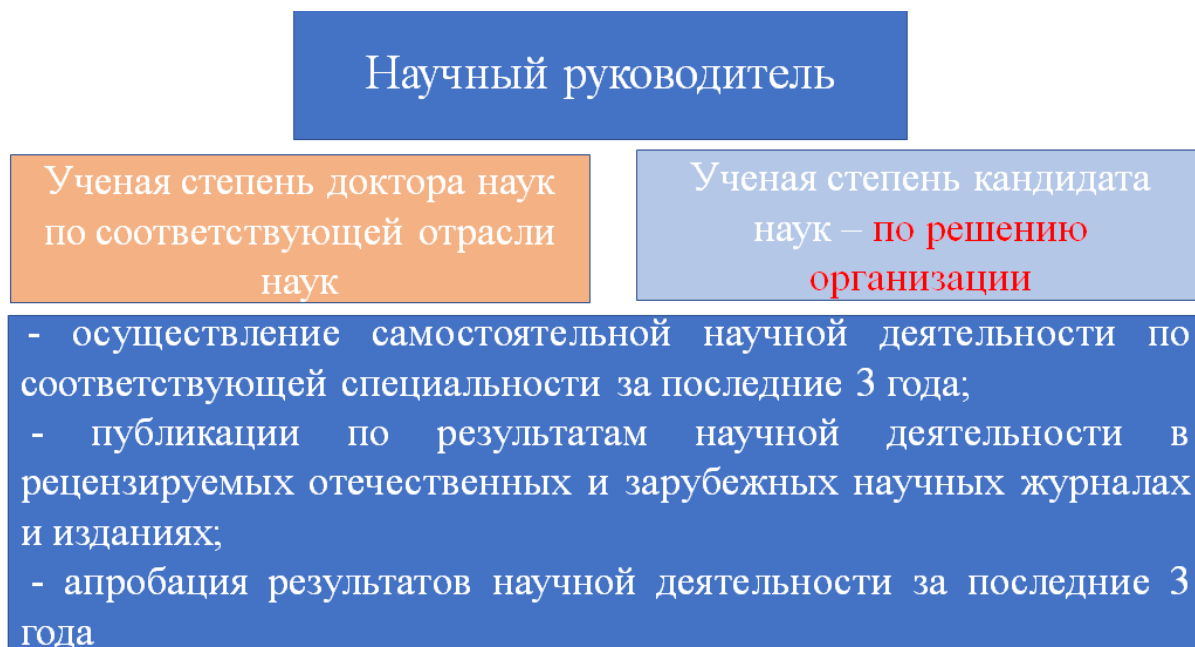 Научный руководитель
Ученая степень доктора наук
по соответствующей отрасли
наук
Ученая степень кандидата
наук – по решению
организации
- осуществление самостоятельной научной деятельности по
соответствующей специальности за последние 3 года;
- публикации по результатам научной деятельности в
рецензируемых отечественных и зарубежных научных журналах
и изданиях;
- апробация результатов научной деятельности за последние 3
года